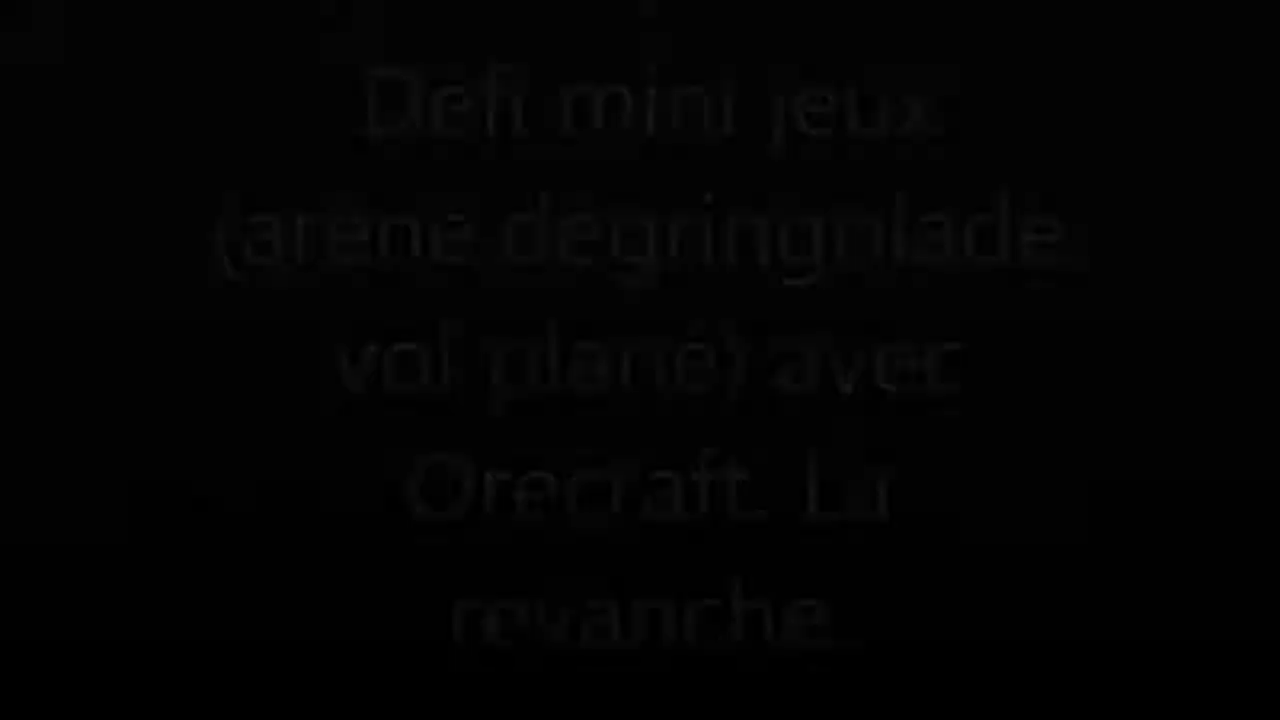 Défi mini jeux
(arène dégringolade,
vol plané) avec
Orecraft. La
revanche.